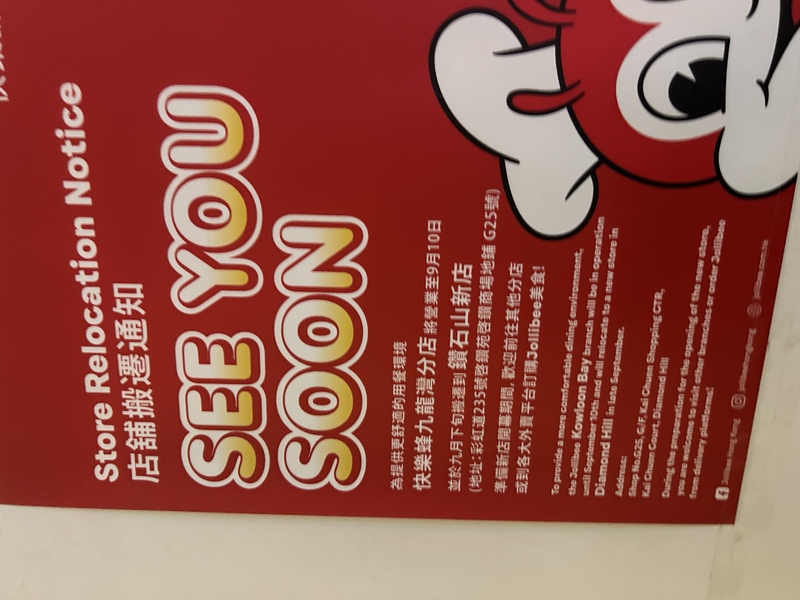 Store Relocation Notice
店舖搬遷通知
SEE YOU
SOON
為提供更舒適的用餐環境
快樂蜂九龍灣分店 將營業至9月10日
並於九月下旬搬遷到 鑽石山新店
(地址: 彩虹道235號啓鑽苑啓鑽商場地舖 G25號)
準備新店開幕期間, 歡迎前往其他分店
或到各大外賣平台訂購Jollibee美食!
To provide a more comfortable dining environment,
the Jollibee Kowloon Bay branch will be in operation
until September 10th and will relocate to a new store in
Diamond Hill in late September.
Address:
Shop No.G25, G/F, Kai Chuen Shopping CTR,
Kai Chuen Court, Diamond Hill
During the preparation for the opening of the new store,
you are welcome to visit other branches or order Jollibee
from delivery platforms!